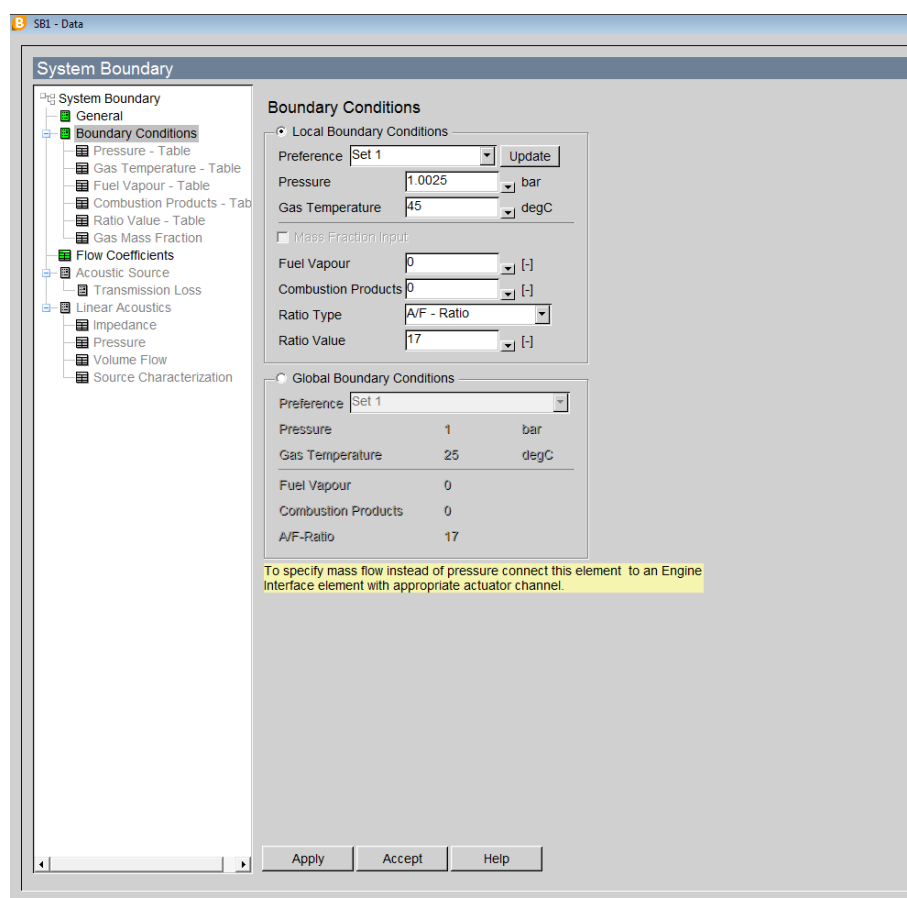 B SB1 - Data
System Boundary
System Boundary
General
Boundary Conditions
Pressure - Table
Gas Temperature - Table
Fuel Vapour - Table
Combustion Products - Tab
Ratio Value - Table
Gas Mass Fraction
Flow Coefficients
Acoustic Source
Transmission Loss
Linear Acoustics
Impedance
Pressure
Volume Flow
Source Characterization
Boundary Conditions
Local Boundary Conditions
Preference Set 1 Update
Pressure 1.0025 bar
Gas Temperature 45 degC
Mass Fraction Input
Fuel Vapour 0 [-]
Combustion Products 0 [-]
Ratio Type A/F - Ratio
Ratio Value 17 [-]
Global Boundary Conditions
Preference Set 1
Pressure 1 bar
Gas Temperature 25 degC
Fuel Vapour 0
Combustion Products 0
A/F-Ratio 17
To specify mass flow instead of pressure connect this element to an Engine
Interface element with appropriate actuator channel.
Apply Accept Help